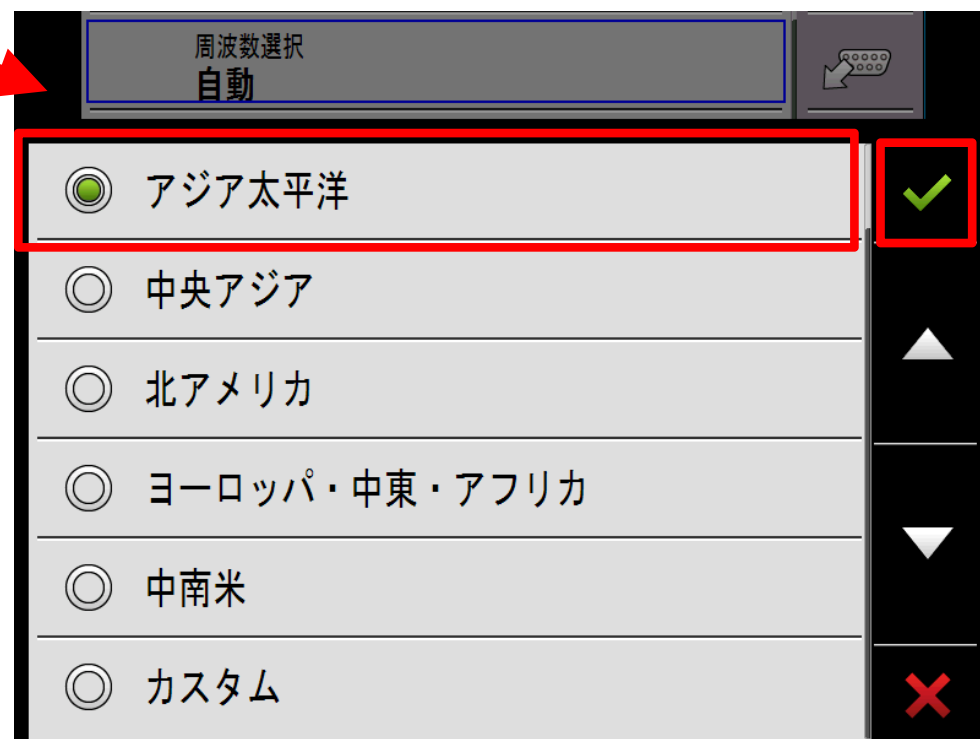 周波数選択
自動
アジア太平洋
中央アジア
北アメリカ
ヨーロッパ・中東・アフリカ
中南米
カスタム